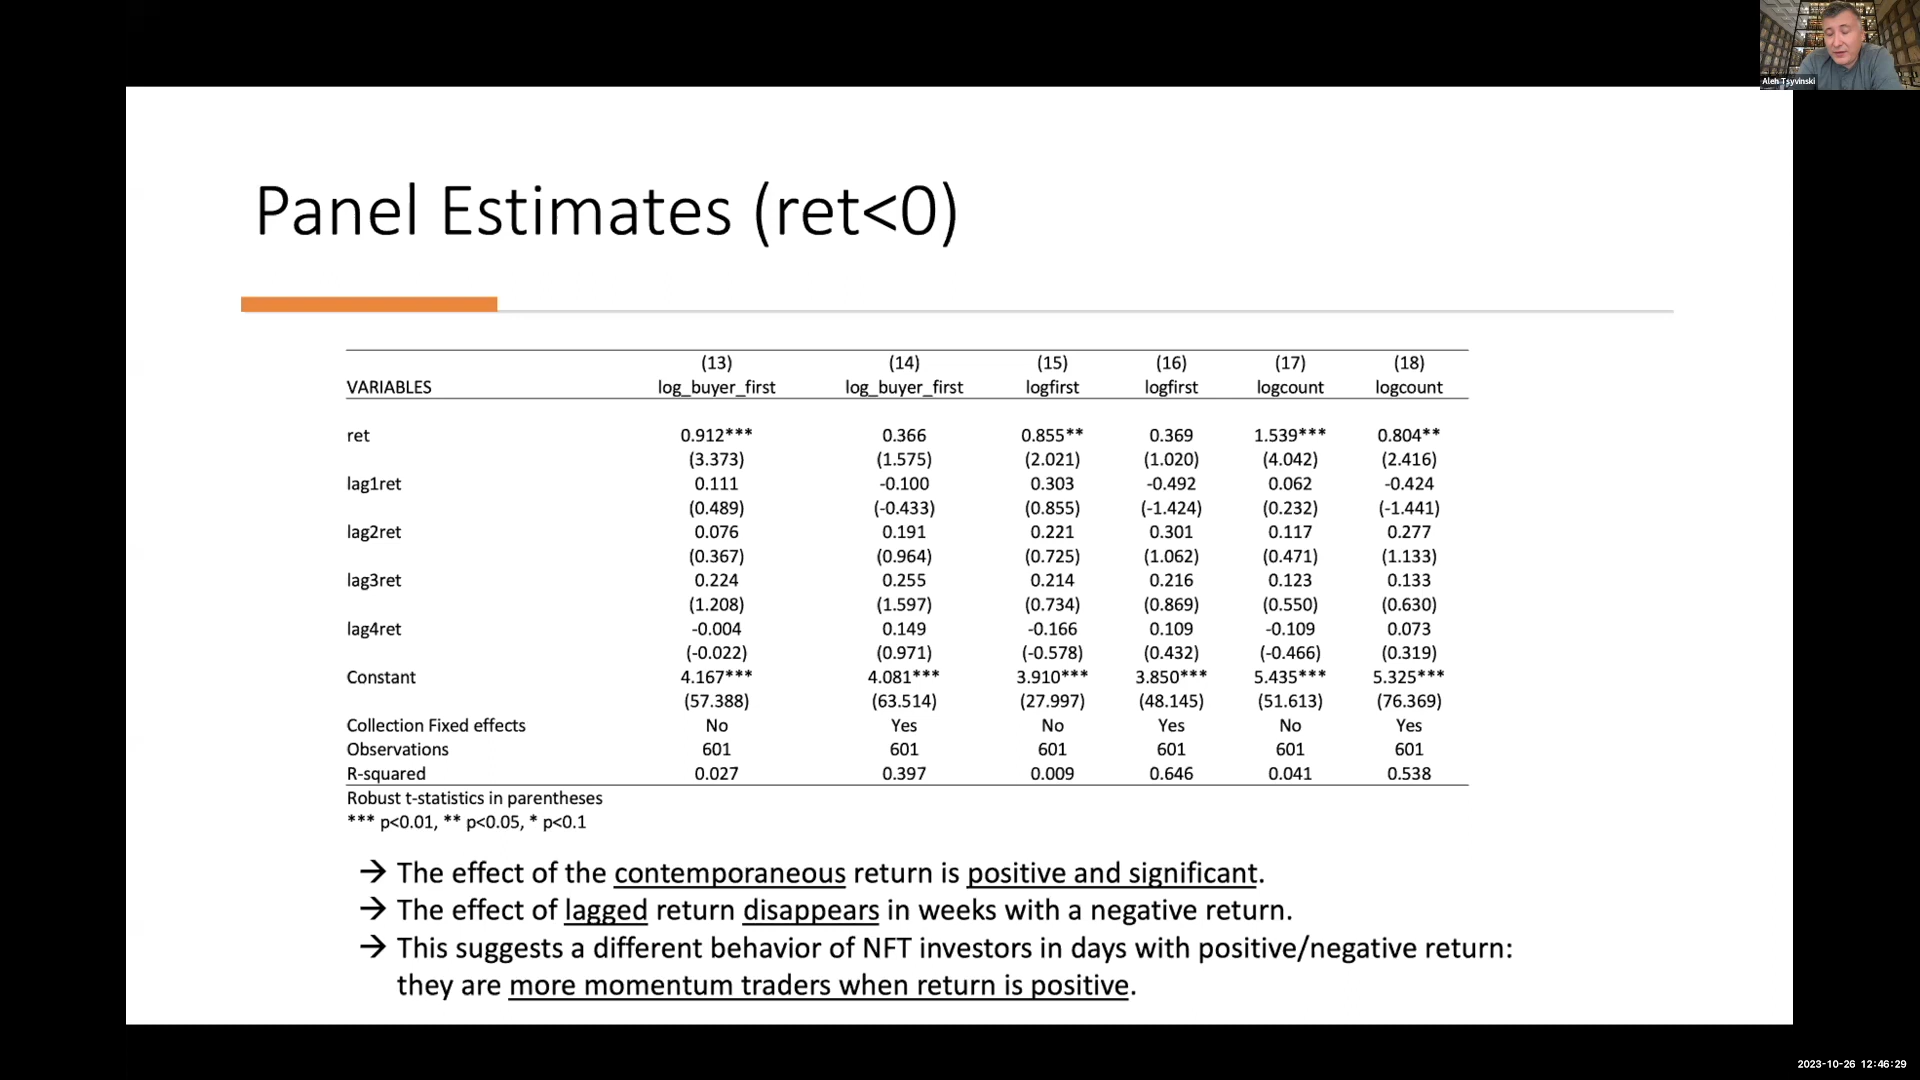 Aleh Tsyvinski
Panel Estimates (ret<0)
(13) (14) (15) (16) (17) (18)
VARIABLES log_buyer_first log_buyer_first logfirst logfirst logcount logcount
ret 0.912*** 0.366 0.855** 0.369 1.539*** 0.804**
(3.373) (1.575) (2.021) (1.020) (4.042) (2.416)
lag1ret 0.111 -0.100 0.303 -0.492 0.062 -0.424
(0.489) (-0.433) (0.855) (-1.424) (0.232) (-1.441)
lag2ret 0.076 0.191 0.221 0.301 0.117 0.277
(0.367) (0.964) (0.725) (1.062) (0.471) (1.133)
lag3ret 0.224 0.255 0.214 0.216 0.123 0.133
(1.208) (1.597) (0.734) (0.869) (0.550) (0.630)
lag4ret -0.004 0.149 -0.166 0.109 -0.109 0.073
(-0.022) (0.971) (-0.578) (0.432) (-0.466) (0.319)
Constant 4.167*** 4.081*** 3.910*** 3.850*** 5.435*** 5.325***
(57.388) (63.514) (27.997) (48.145) (51.613) (76.369)
Collection Fixed effects No Yes No Yes No Yes
Observations 601 601 601 601 601 601
R-squared 0.027 0.397 0.009 0.646 0.041 0.538
Robust t-statistics in parentheses
*** p<0.01, ** p<0.05, * p<0.1
→ The effect of the contemporaneous return is positive and significant.
→ The effect of lagged return disappears in weeks with a negative return.
→ This suggests a different behavior of NFT investors in days with positive/negative return:
they are more momentum traders when return is positive.
2023-10-26 12:46:29